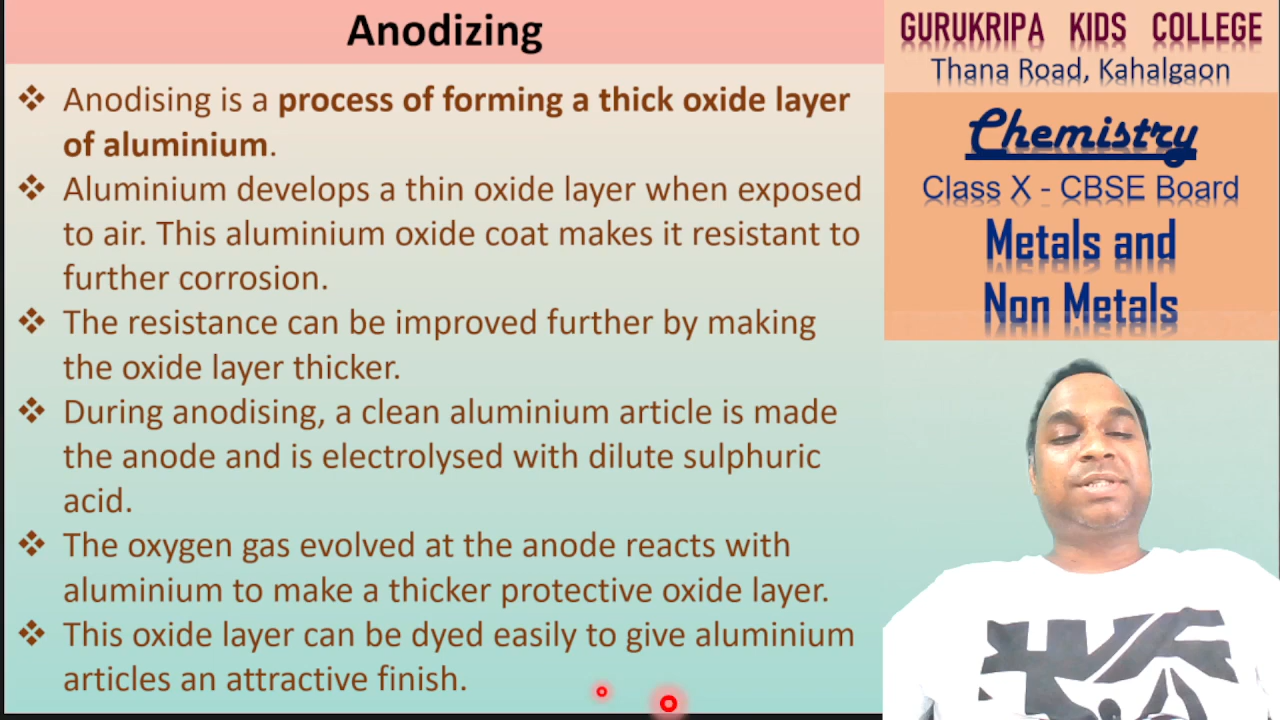 Anodizing
❖ Anodising is a process of forming a thick oxide layer
of aluminium.
❖ Aluminium develops a thin oxide layer when exposed
to air. This aluminium oxide coat makes it resistant to
further corrosion.
❖ The resistance can be improved further by making
the oxide layer thicker.
❖ During anodising, a clean aluminium article is made
the anode and is electrolysed with dilute sulphuric
acid.
❖ The oxygen gas evolved at the anode reacts with
aluminium to make a thicker protective oxide layer.
❖ This oxide layer can be dyed easily to give aluminium
articles an attractive finish.
GURUKRIPA KIDS COLLEGE
Thana Road, Kahalgaon
Chemistry
Class X - CBSE Board
Metals and
Non Metals